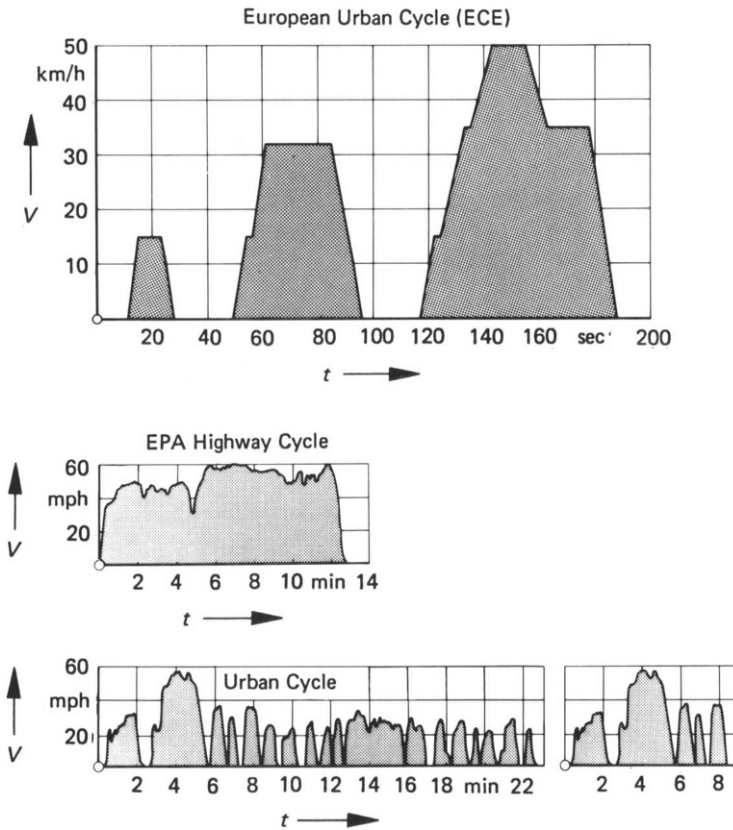 European Urban Cycle (ECE)
50
km/h
40
30
V
20
10
20 40 60 80 100 120 140 160 sec 200
t
EPA Highway Cycle
60
mph
20
V
2 4 6 8 10 min 14
t
60
mph
Urban Cycle
20
V
2 4 6 8 10 12 14 16 18 min 22
2 4 6 8
t